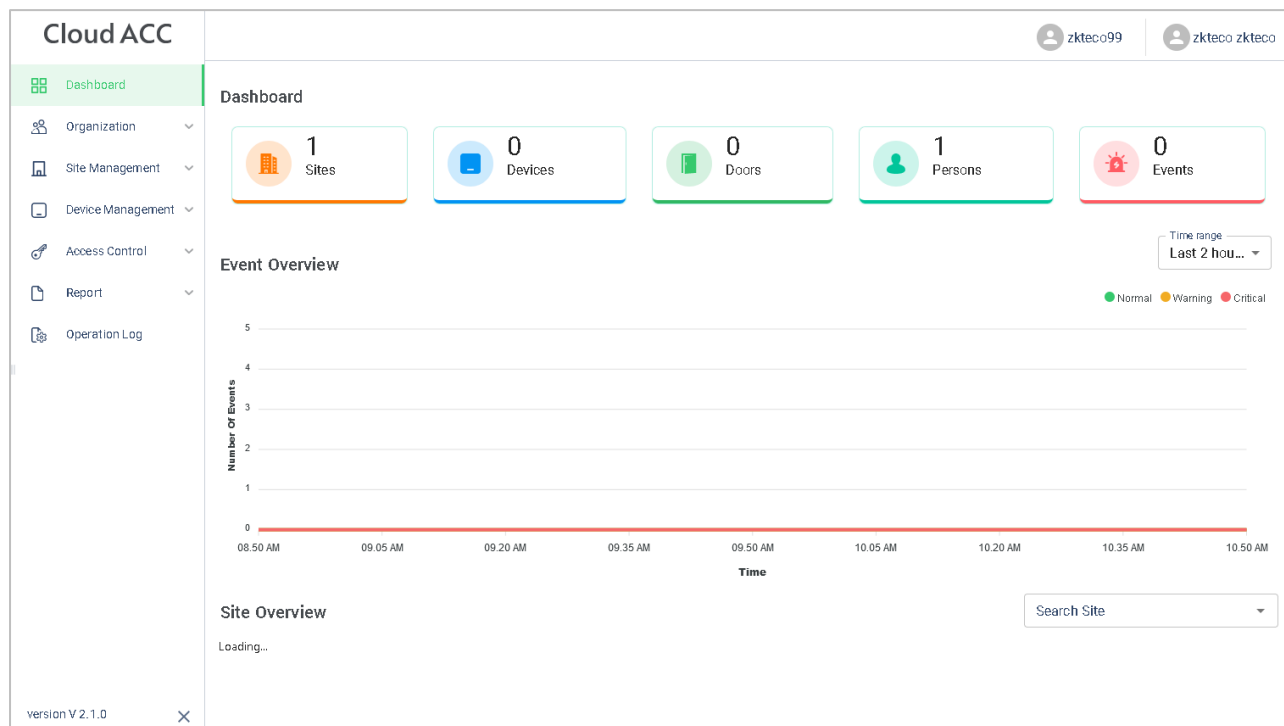 Cloud ACC
zkteco99
zkteco zkteco
Dashboard
Organization
Site Management
Device Management
Access Control
Report
Operation Log
version V 2.1.0
Dashboard
1
Sites
0
Devices
0
Doors
1
Persons
0
Events
Event Overview
Time range
Last 2 hou...
Normal
Warning
Critical
Number Of Events
5
4
3
2
1
0
08.50 AM
09.05 AM
09.20 AM
09.35 AM
09.50 AM
10.05 AM
10.20 AM
10.35 AM
10.50 AM
Time
Site Overview
Search Site
Loading...